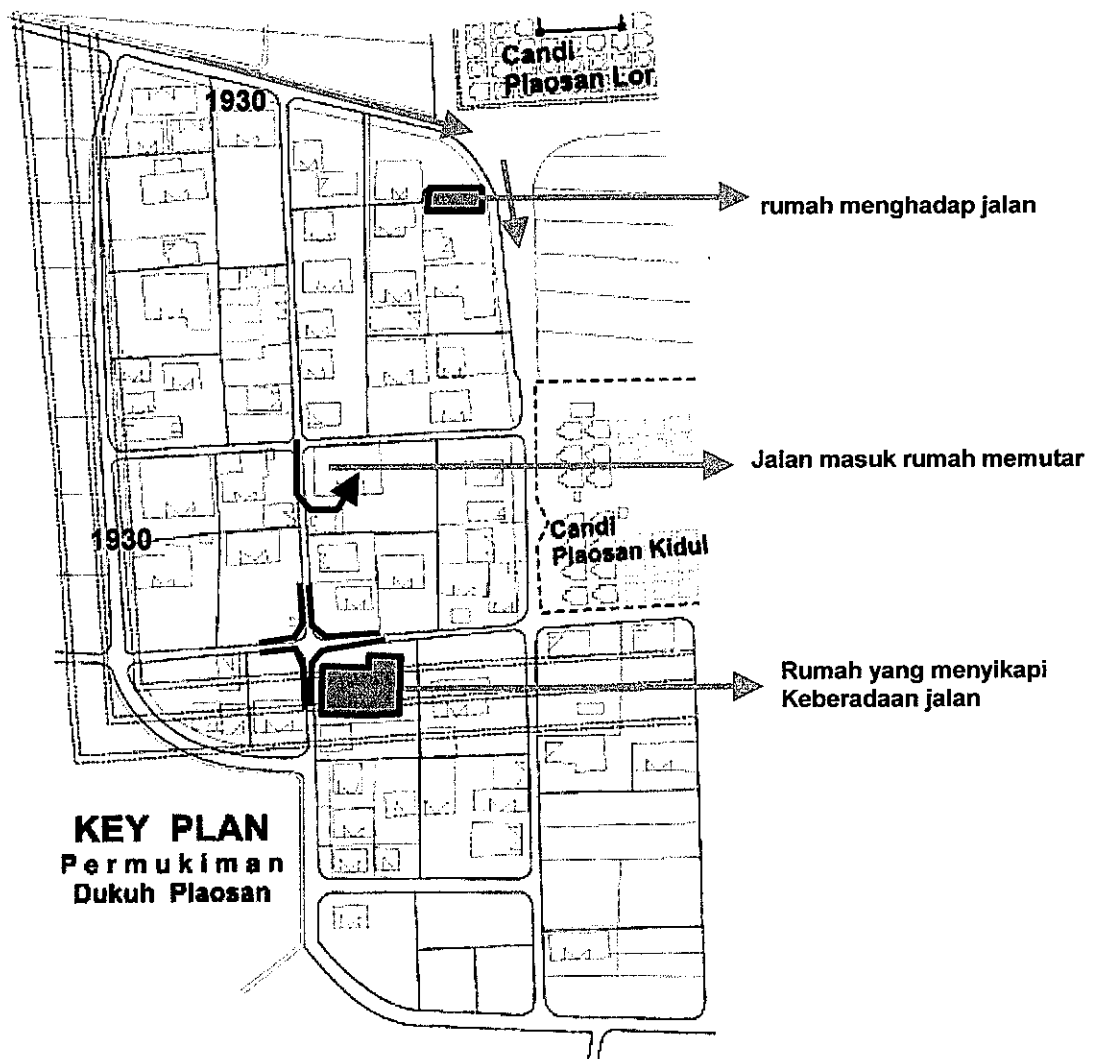 Candi
Plaosan Lor
1930
rumah menghadap jalan
Jalan masuk rumah memutar
1930
Candi
Plaosan Kidul
Rumah yang menyikapi
Keberadaan jalan
KEY PLAN
Permukiman
Dukuh Plaosan